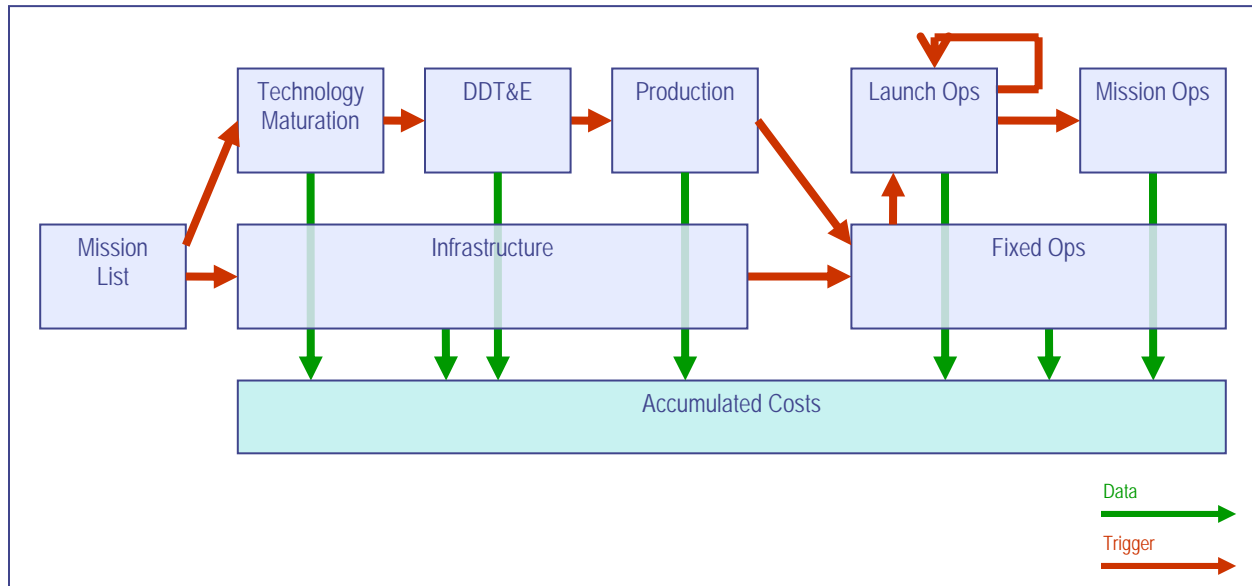 Technology
Maturation
DDT&E
Production
Launch Ops
Mission Ops
Mission
List
Infrastructure
Fixed Ops
Accumulated Costs
Data
Trigger